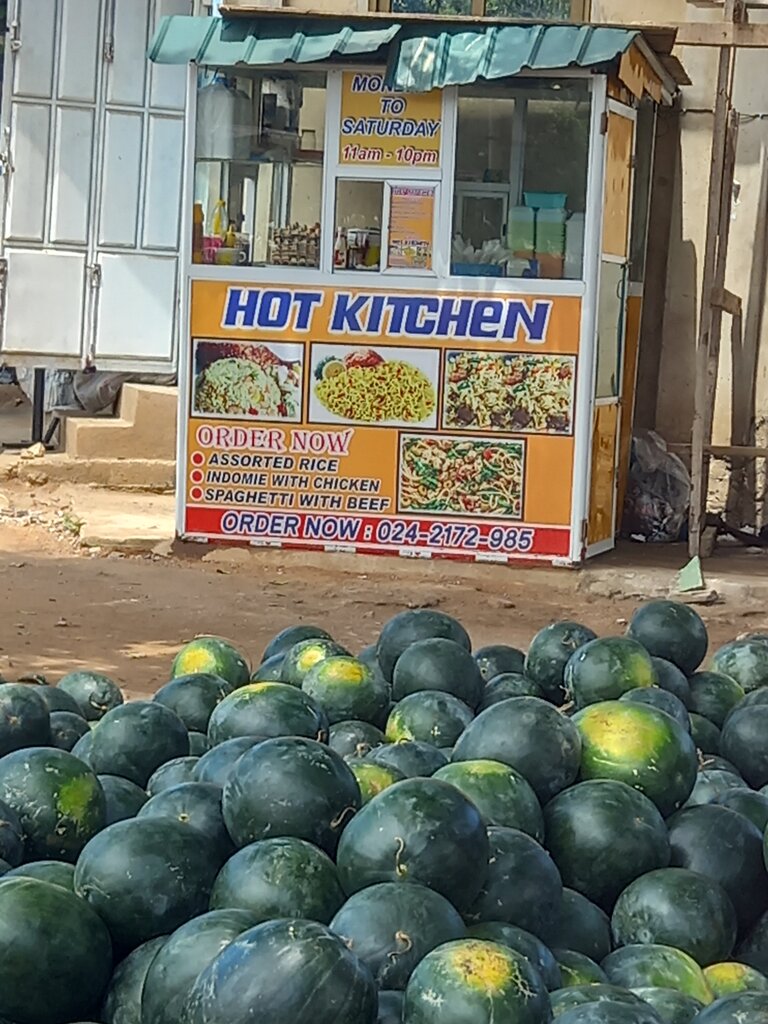 TO
SATURDAY
11am - 10pm
HOT KITCHEN
ORDER NOW
ASSORTED RICE
INDOMIE WITH CHICKEN
SPAGHETTI WITH BEEF
ORDER NOW : 024-2172-985